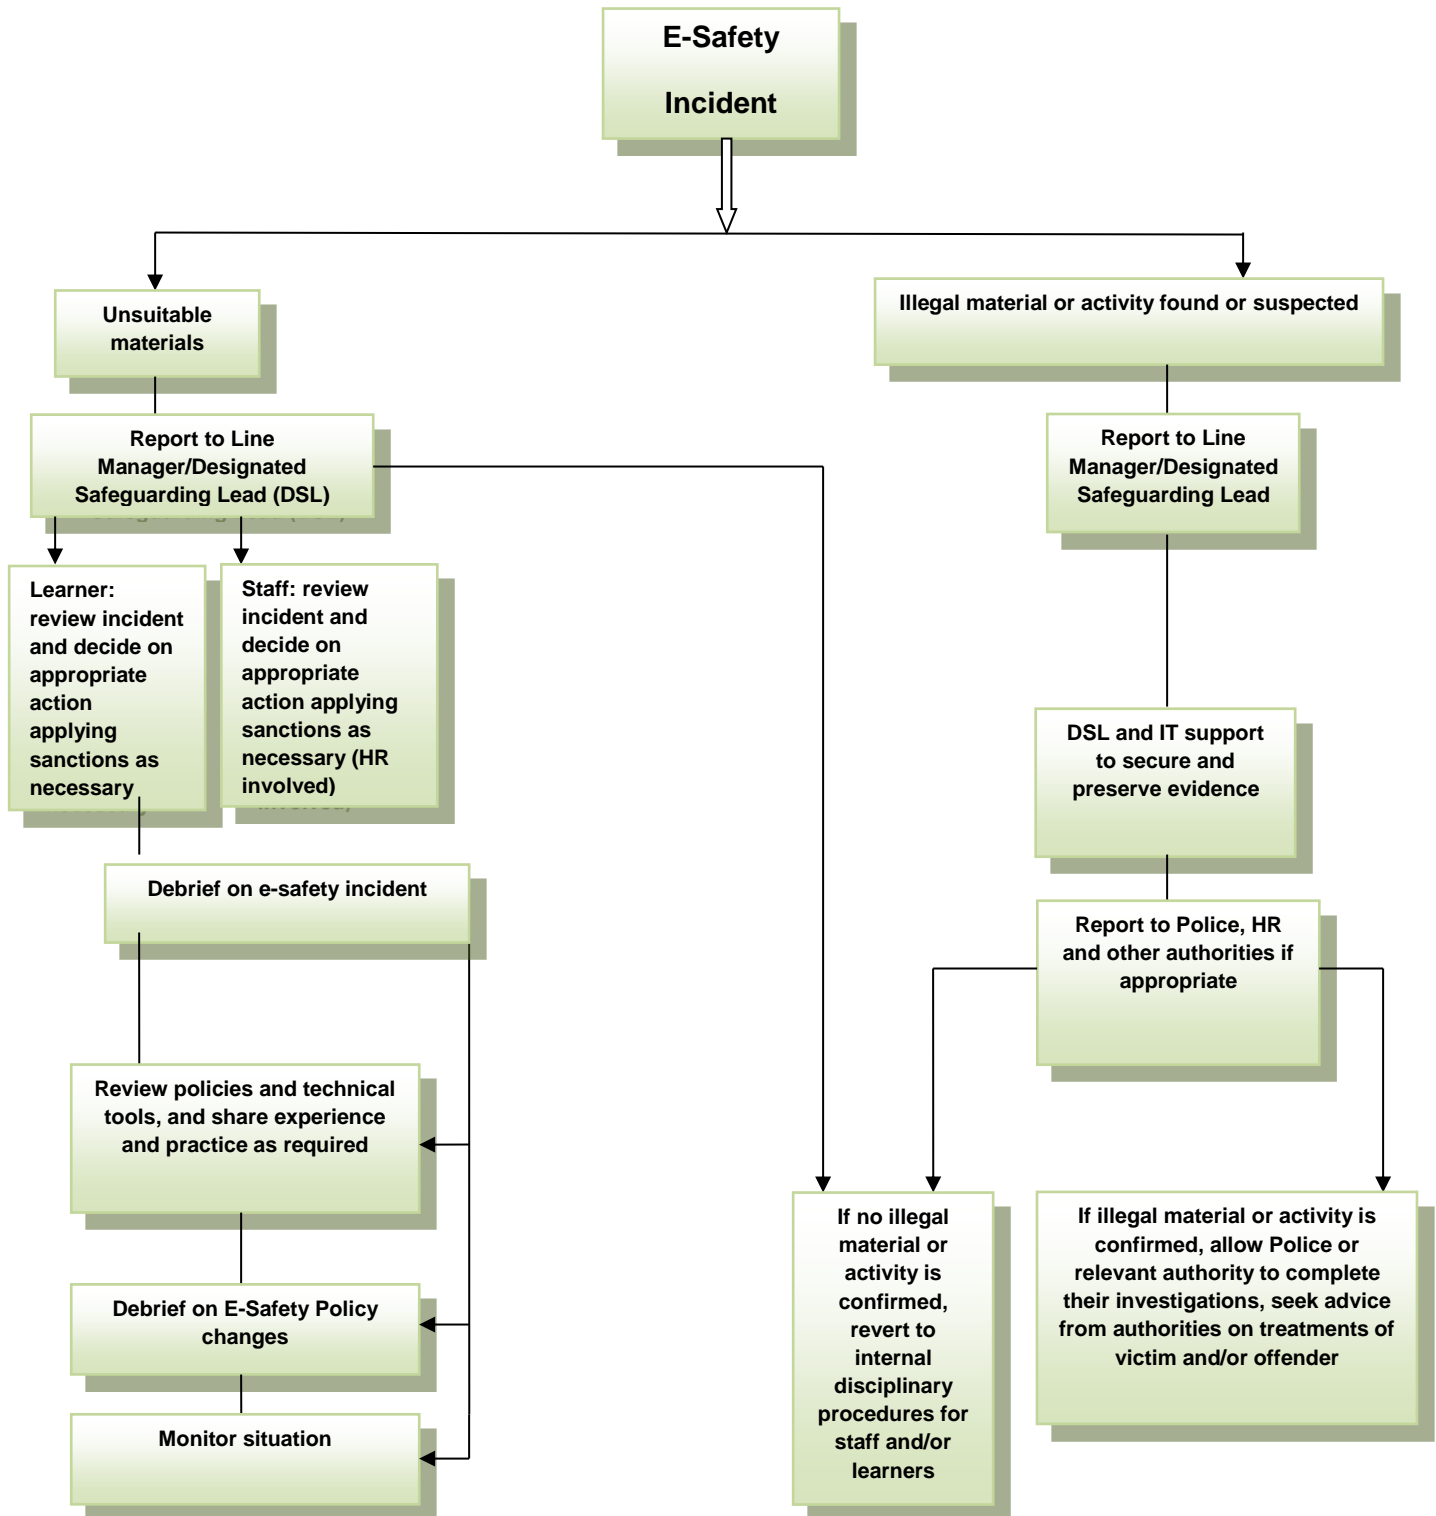 E-Safety
Incident
Unsuitable
materials
Illegal material or activity found or suspected
Report to Line
Manager/Designated
Safeguarding Lead (DSL)
Report to Line
Manager/Designated
Safeguarding Lead
Learner:
review incident
and decide on
appropriate
action
applying
sanctions as
necessary
Staff: review
incident and
decide on
appropriate
action applying
sanctions as
necessary (HR
involved)
DSL and IT support
to secure and
preserve evidence
Debrief on e-safety incident
Report to Police, HR
and other authorities if
appropriate
Review policies and technical
tools, and share experience
and practice as required
If no illegal
material or
activity is
confirmed,
revert to
internal
disciplinary
procedures for
staff and/or
learners
If illegal material or activity is
confirmed, allow Police or
relevant authority to complete
their investigations, seek advice
from authorities on treatments of
victim and/or offender
Debrief on E-Safety Policy
changes
Monitor situation